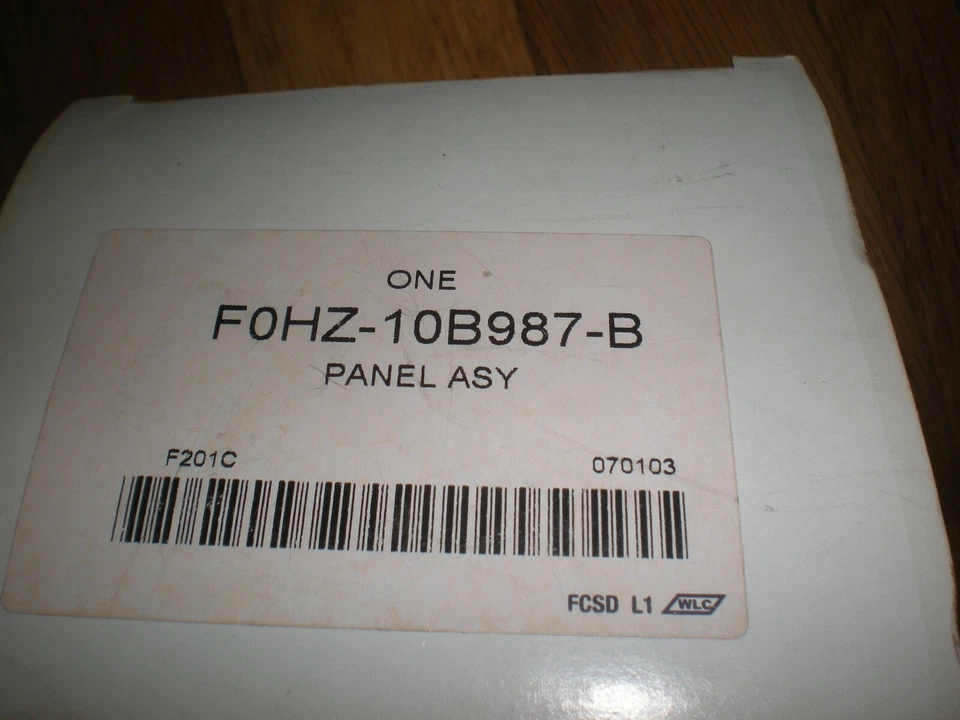 ONE
F0HZ-10B987-B
PANEL ASY
F201C 070103
FCSD L1 WLC